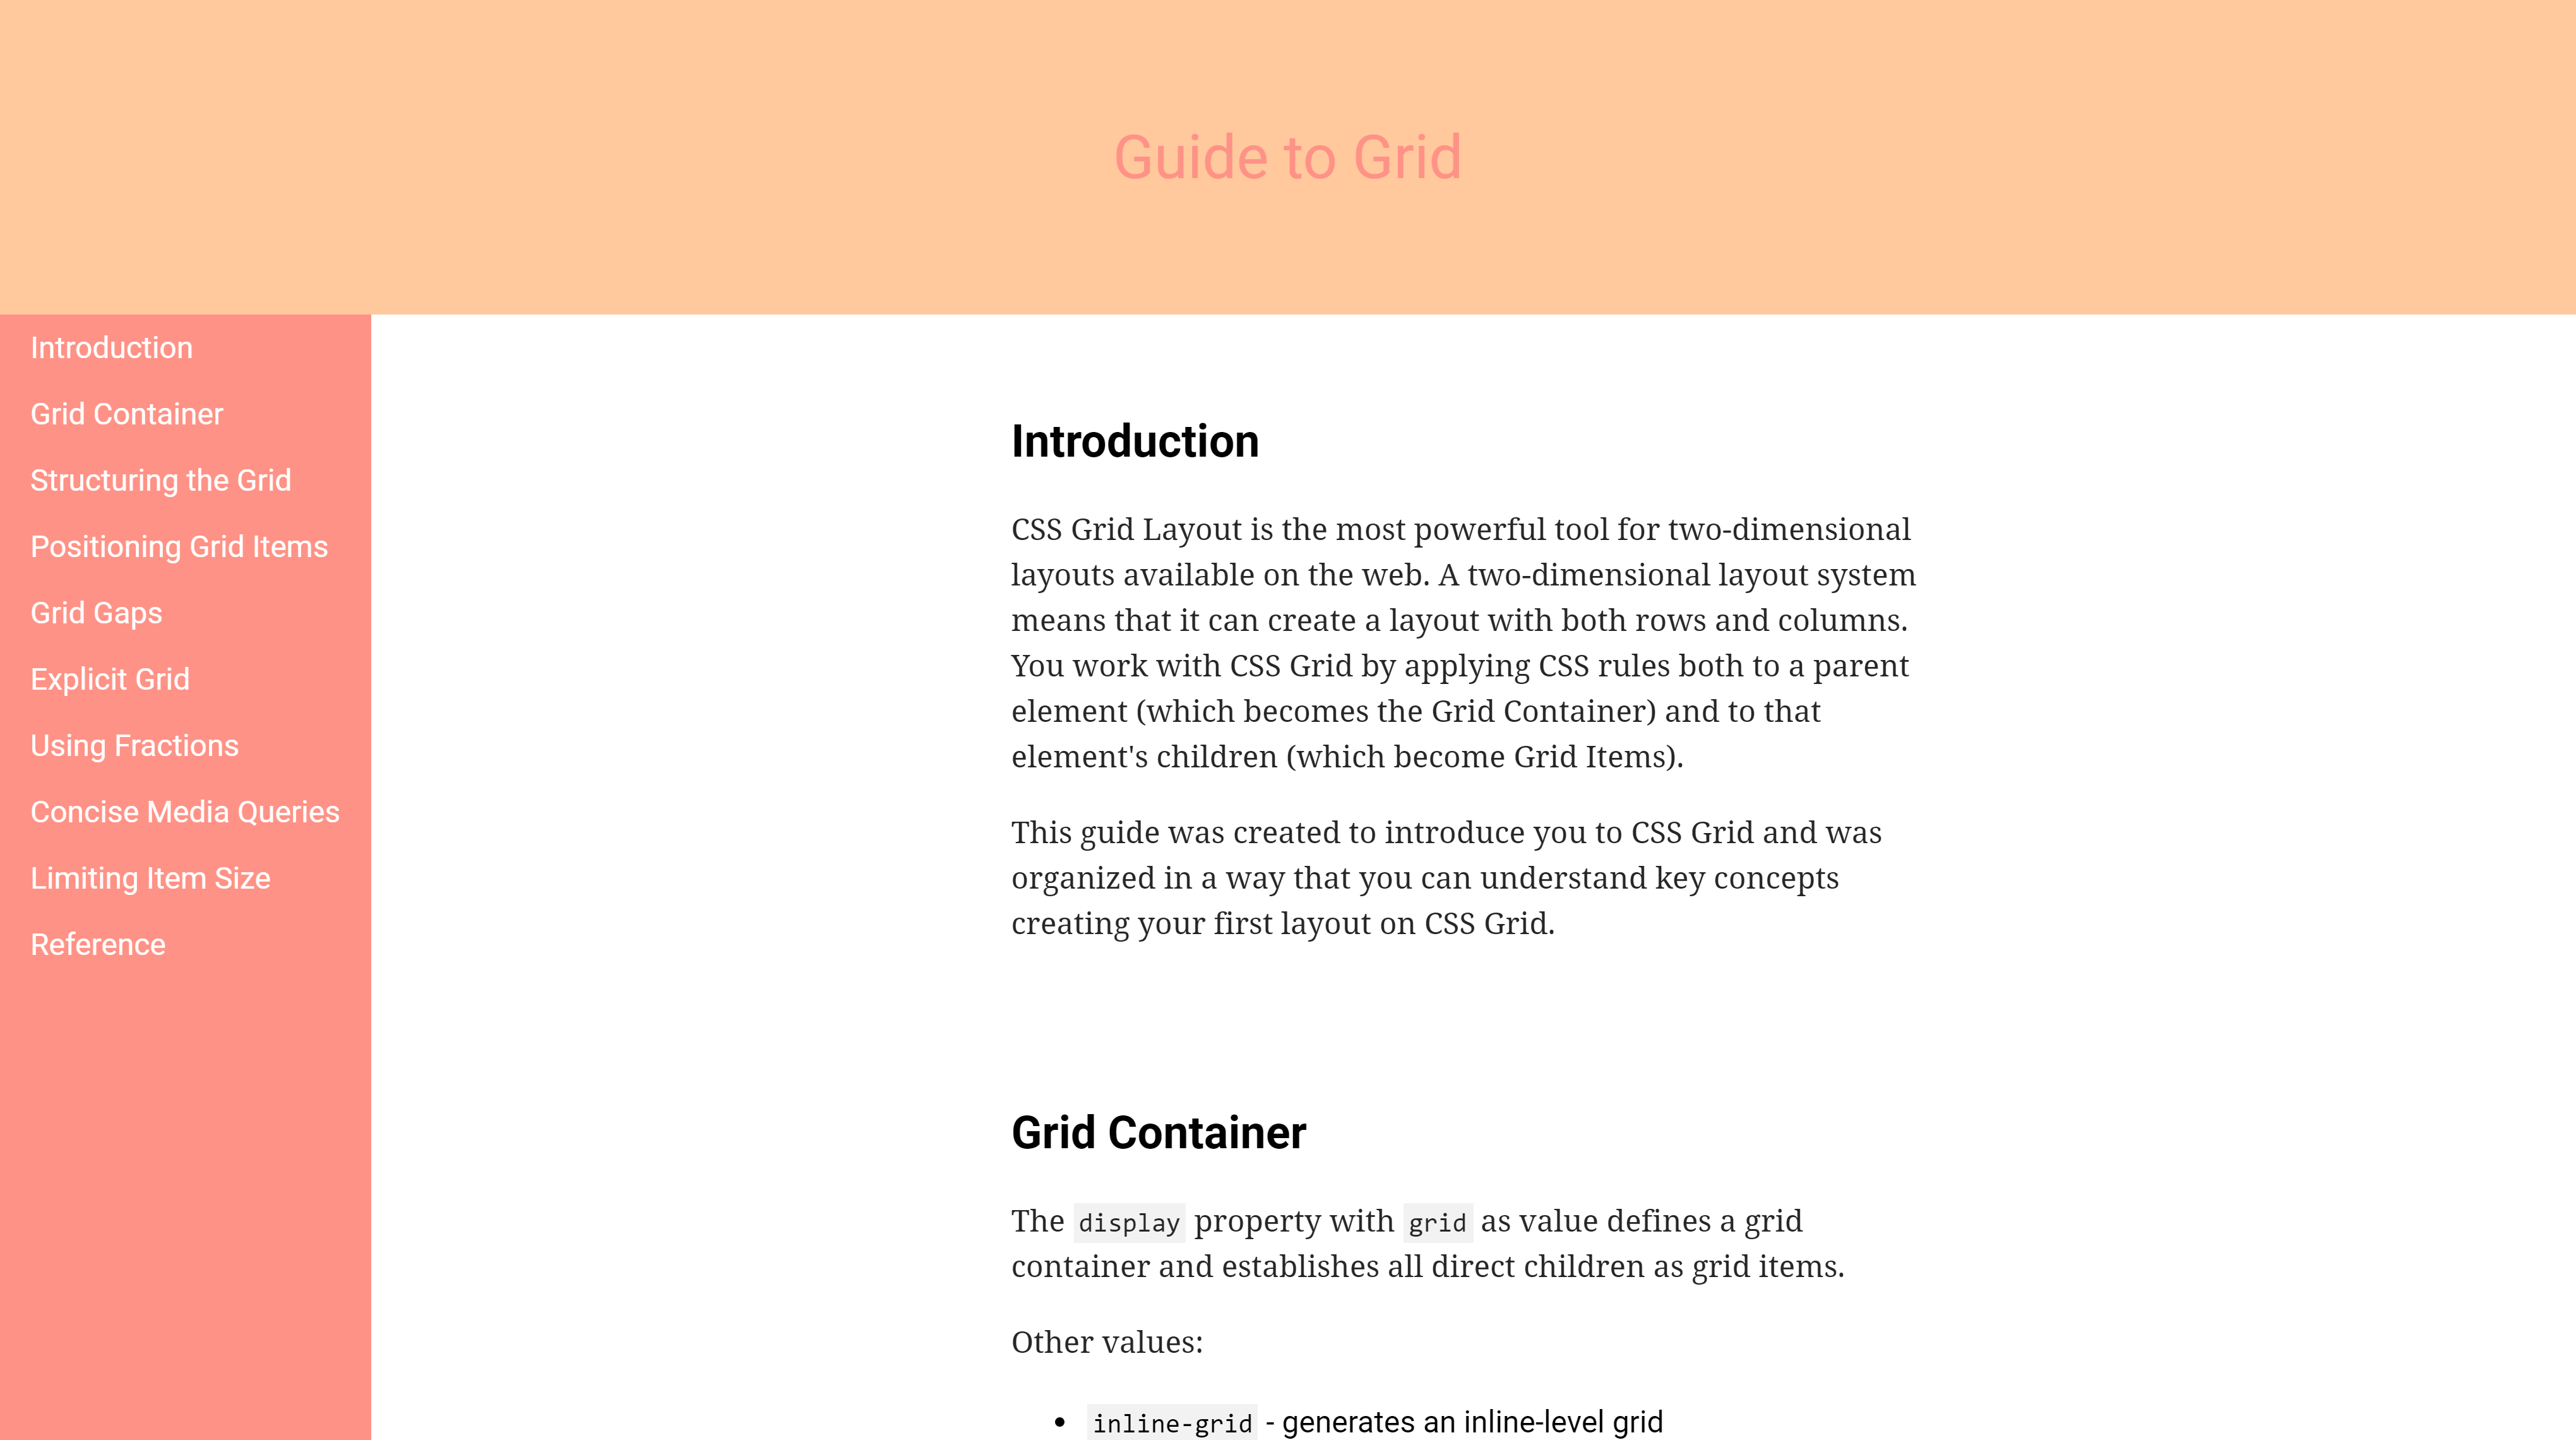 Guide to Grid
Introduction
Grid Container
Structuring the Grid
Positioning Grid Items
Grid Gaps
Explicit Grid
Using Fractions
Concise Media Queries
Limiting Item Size
Reference
Introduction
CSS Grid Layout is the most powerful tool for two-dimensional
layouts available on the web. A two-dimensional layout system
means that it can create a layout with both rows and columns.
You work with CSS Grid by applying CSS rules both to a parent
element (which becomes the Grid Container) and to that
element's children (which become Grid Items).
This guide was created to introduce you to CSS Grid and was
organized in a way that you can understand key concepts
creating your first layout on CSS Grid.
Grid Container
The display property with grid as value defines a grid
container and establishes all direct children as grid items.
Other values:
• inline-grid - generates an inline-level grid